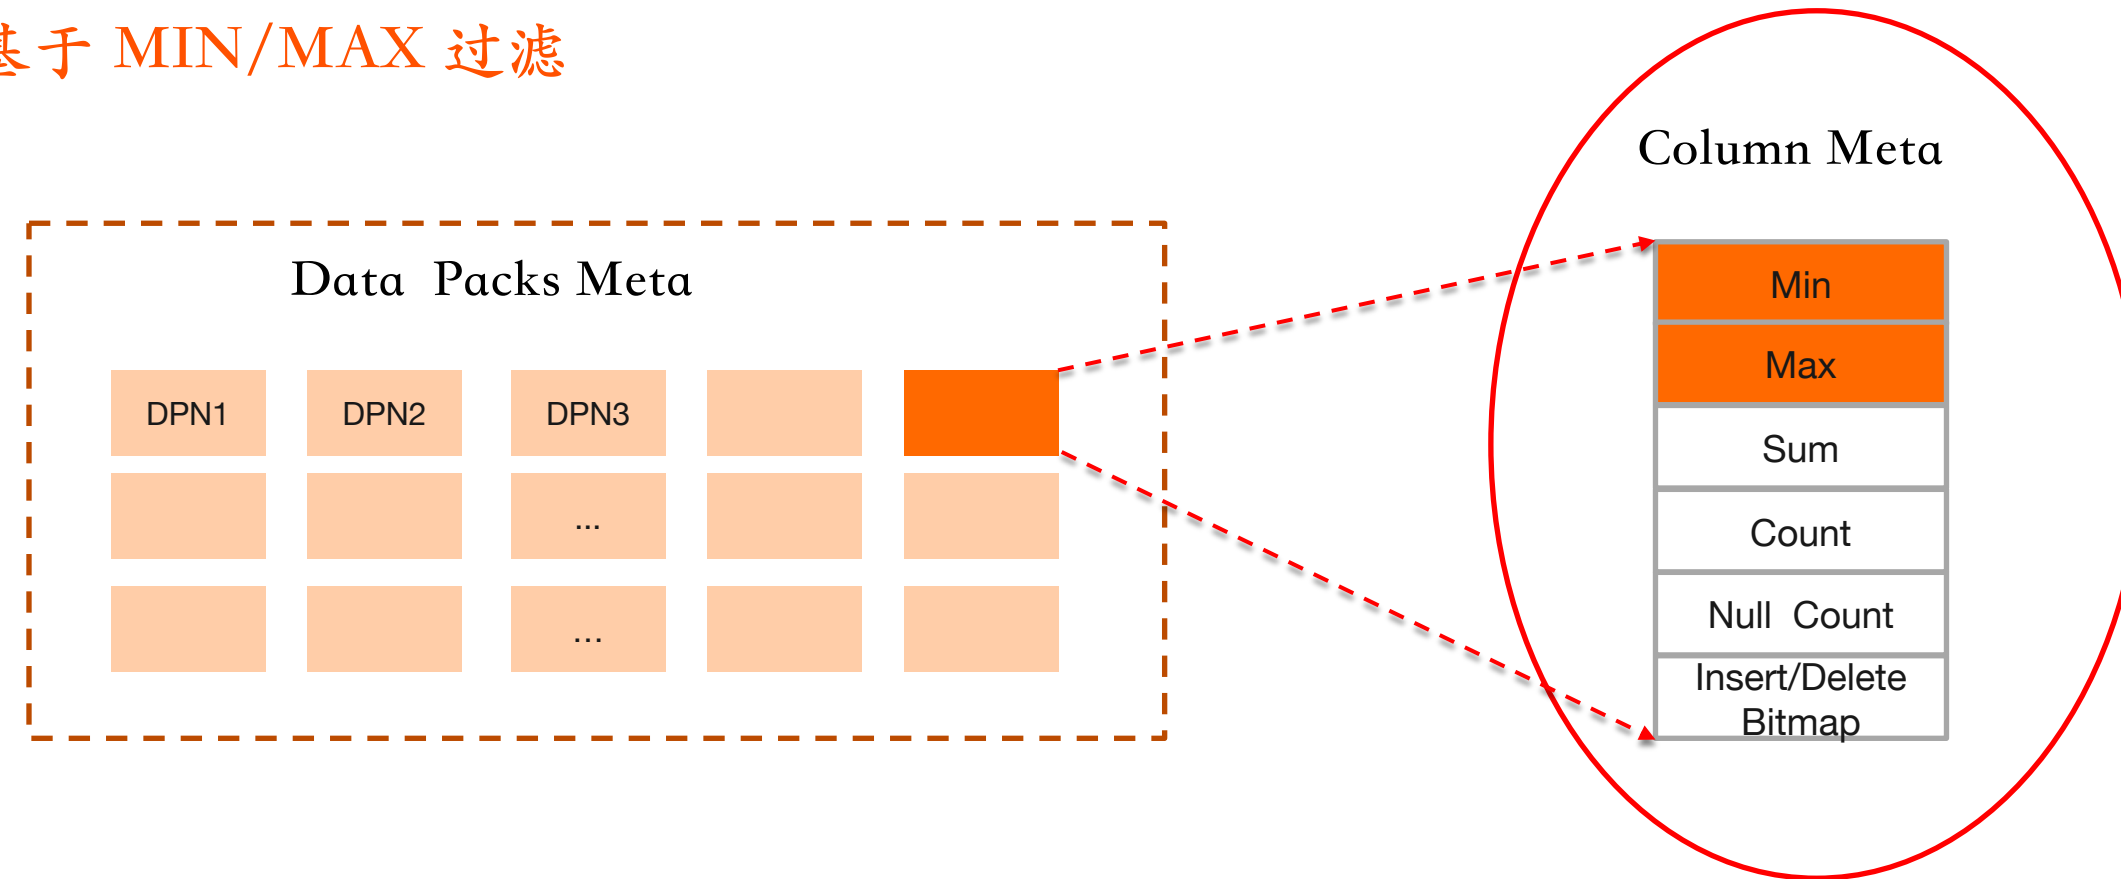 基于 MIN/MAX 过滤
Column Meta
Data Packs Meta
Min
Max
DPN1
DPN2
DPN3
Sum
...
Count
Null Count
...
Insert/Delete
Bitmap